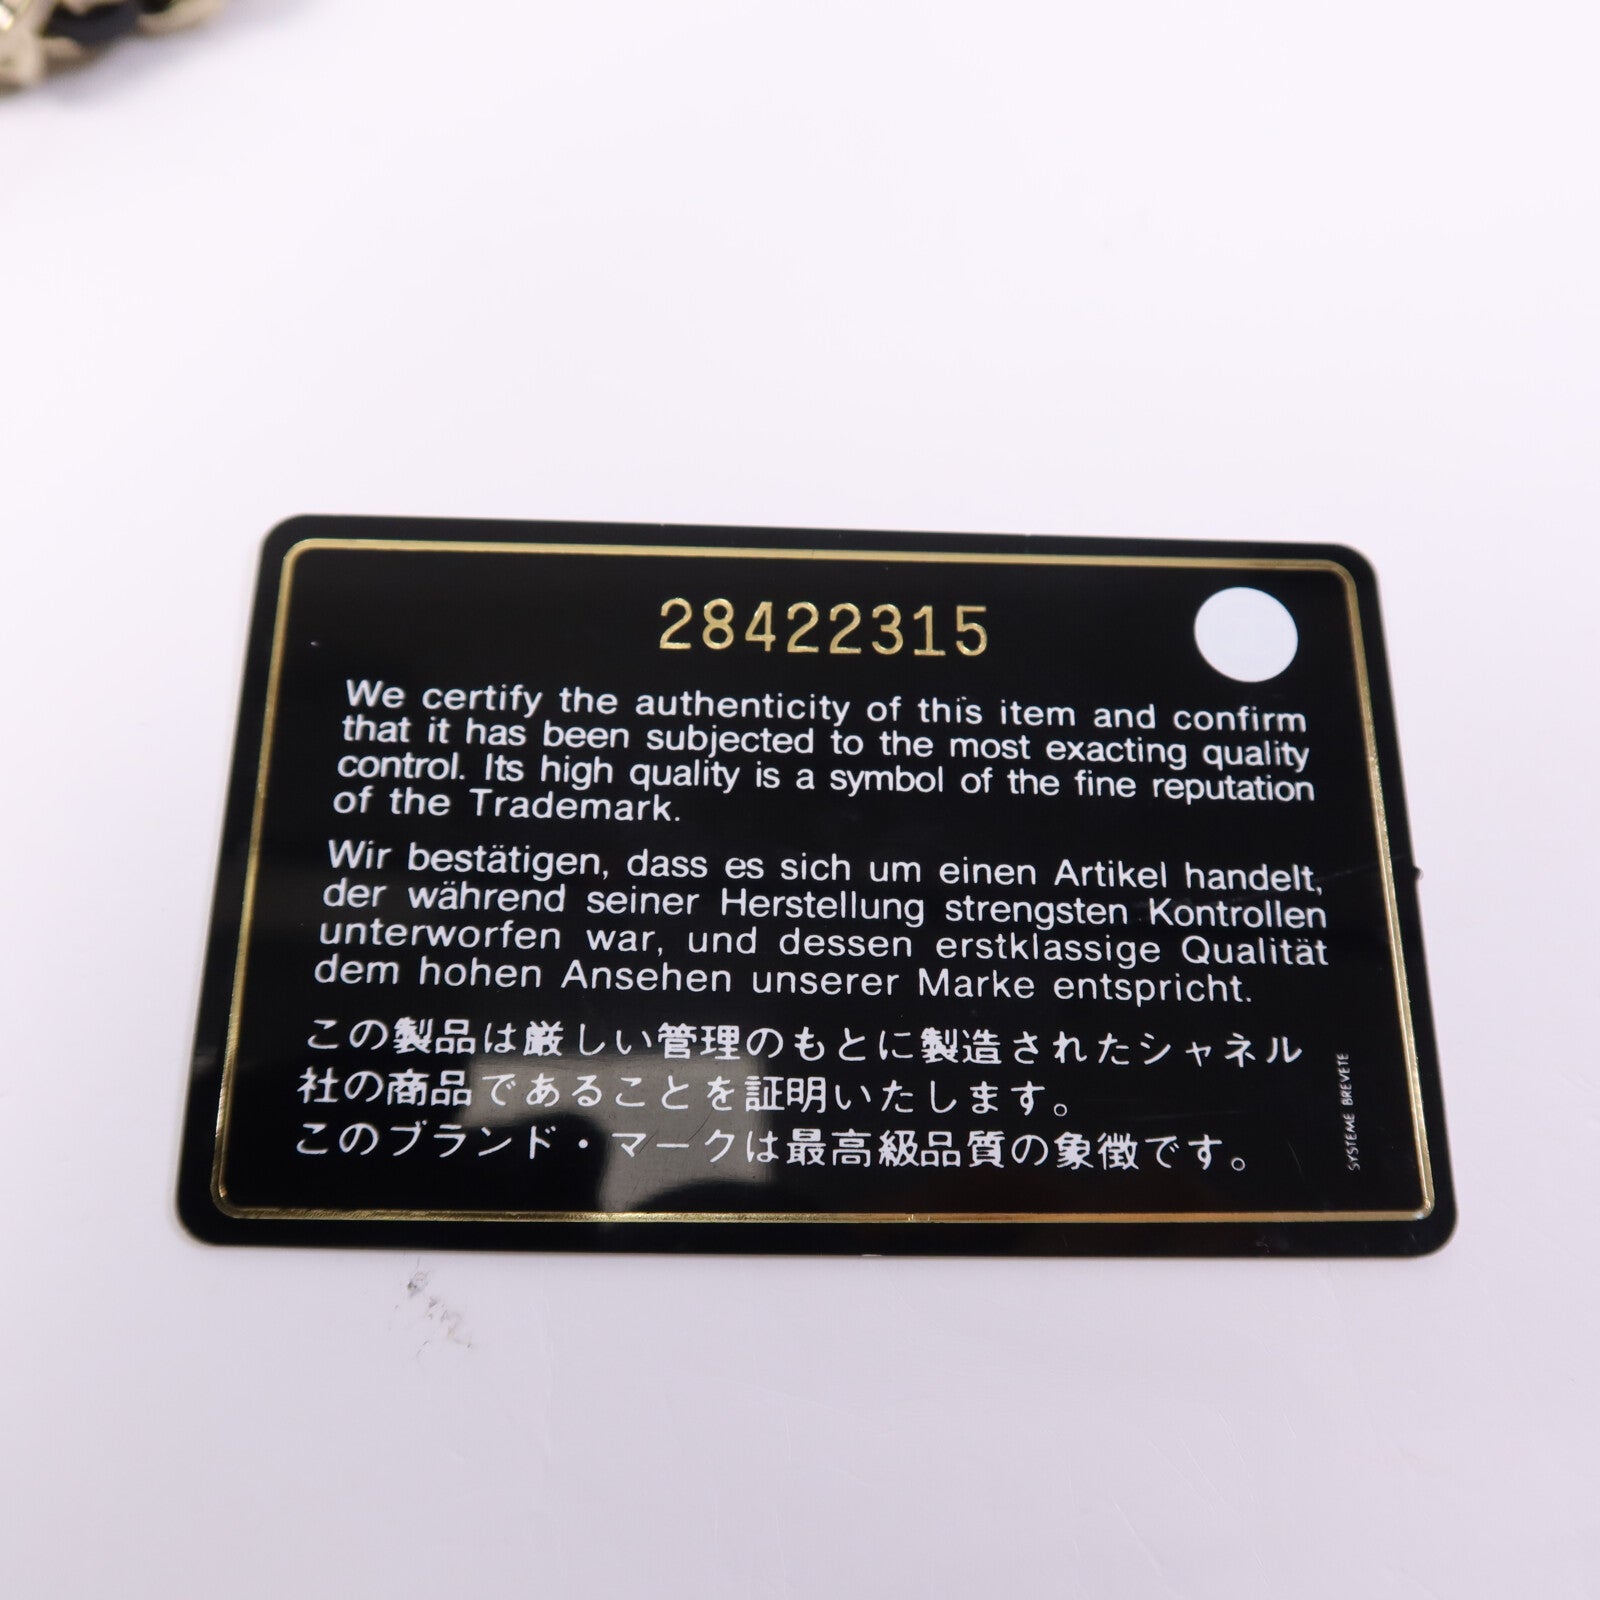 28422315
We certify the authenticity of this item and confirm
that it has been subjected to the most exacting quality
control. Its high quality is a symbol of the fine reputation
of the Trademark.
Wir bestätigen, dass es sich um einen Artikel handelt,
der während seiner Herstellung strengsten Kontrollen
unterworfen war, und dessen erstklassige Qualität
dem hohen Ansehen unserer Marke entspricht.
この製品は厳しい管理のもとに製造されたシャネル
社の商品であることを証明いたします。
このブランド・マークは最高級品質の象徴です。
SYSTEME BREVETE